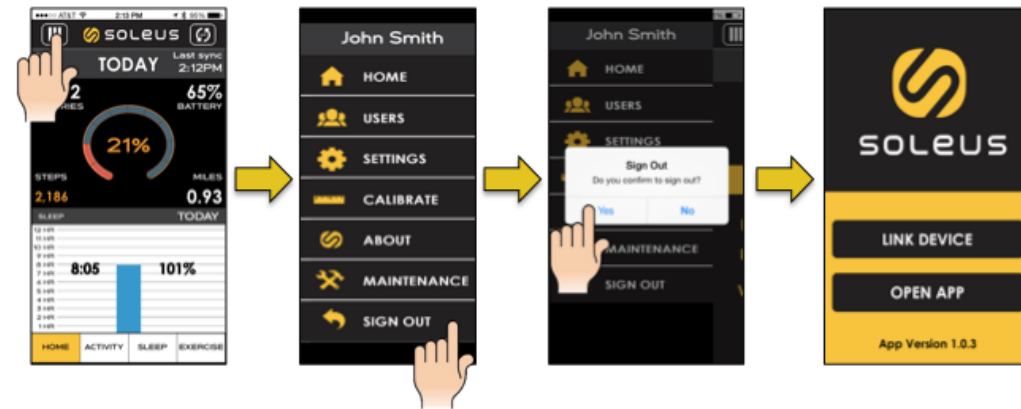 AT&T 2:13 PM 95%
SOLEUS
TODAY
Last sync
2:12PM
2
65%
BATTERY
21%
STEPS
MILES
2,186
0.93
SLEEP
TODAY
12 HR
11 HR
10 HR
9 HR
8 HR
7 HR
6 HR
5 HR
4 HR
3 HR
2 HR
1 HR
8:05
101%
HOME ACTIVITY SLEEP EXERCISE
John Smith
HOME
USERS
SETTINGS
CALIBRATE
ABOUT
MAINTENANCE
SIGN OUT
John Smith
HOME
USERS
SETTINGS
Sign Out
Do you confirm to sign out?
Yes No
MAINTENANCE
SIGN OUT
SOLEUS
LINK DEVICE
OPEN APP
App Version 1.0.3